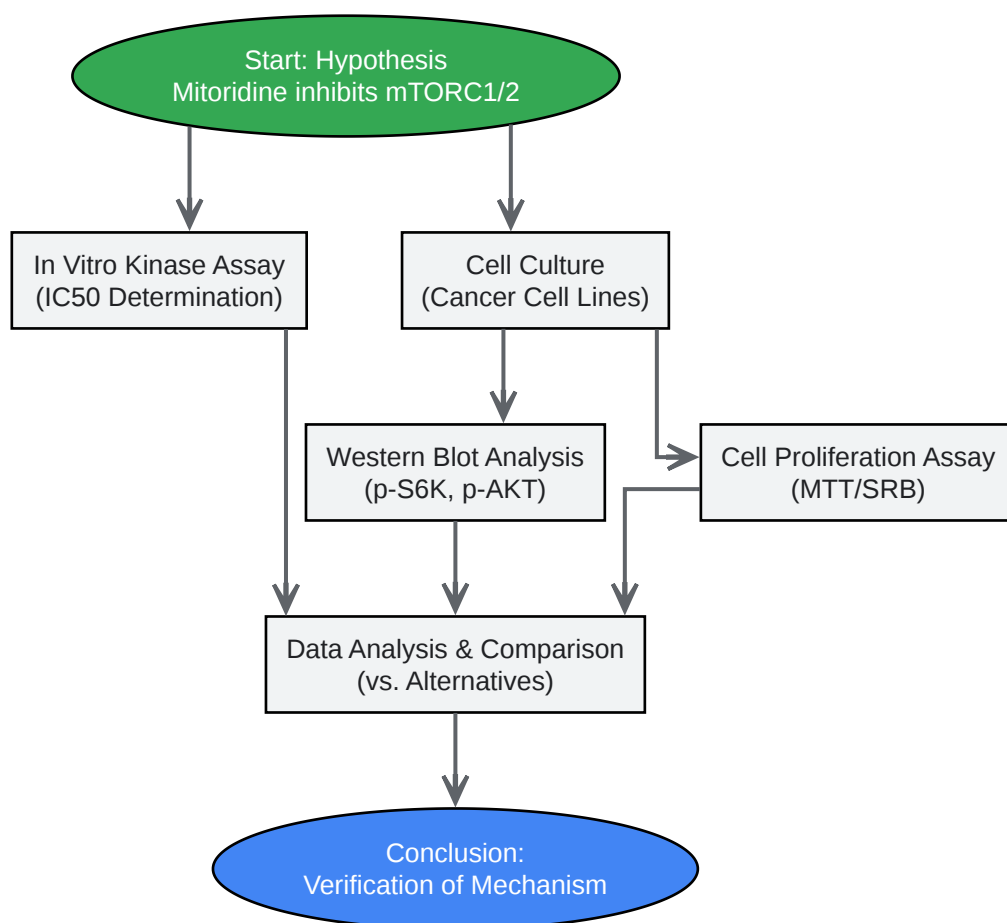 Start: Hypothesis
Mitoridine inhibits mTORC1/2
In Vitro Kinase Assay
(IC50 Determination)
Cell Culture
(Cancer Cell Lines)
Western Blot Analysis
(p-S6K, p-AKT)
Cell Proliferation Assay
(MTT/SRB)
Data Analysis & Comparison
(vs. Alternatives)
Conclusion:
Verification of Mechanism